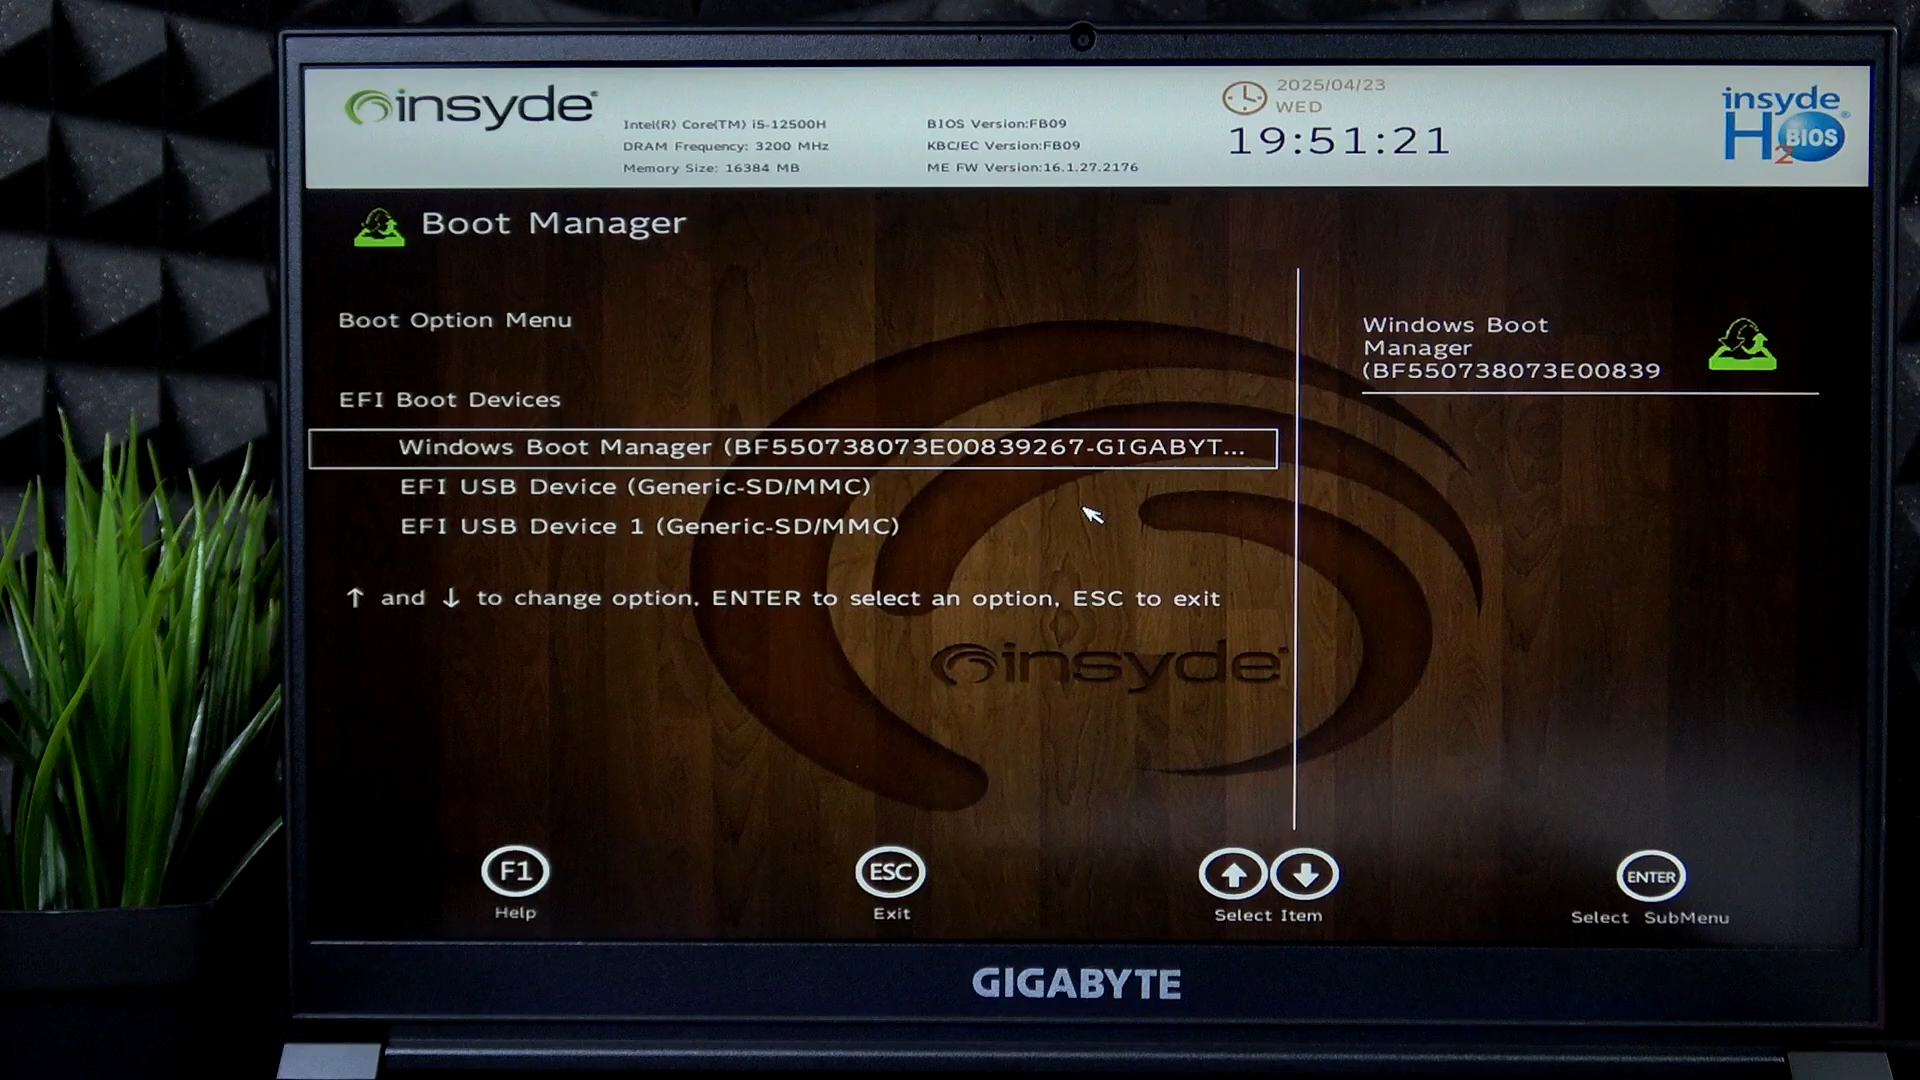 insyde
Intel(R) Core(TM) i5-12500H
DRAM Frequency: 3200 MHz
Memory Size: 16384 MB
BIOS Version:FB09
KBC/EC Version:FB09
ME FW Version:16.1.27.2176
2025/04/23
WED
19:51:21
insyde
H2BIOS
Boot Manager
Boot Option Menu
EFI Boot Devices
Windows Boot Manager (BF550738073E00839267-GIGABYT...
EFI USB Device (Generic-SD/MMC)
EFI USB Device 1 (Generic-SD/MMC)
↑ and ↓ to change option, ENTER to select an option, ESC to exit
Windows Boot
Manager
(BF550738073E00839
insyde
F1
Help
ESC
Exit
Select Item
ENTER
Select SubMenu
GIGABYTE